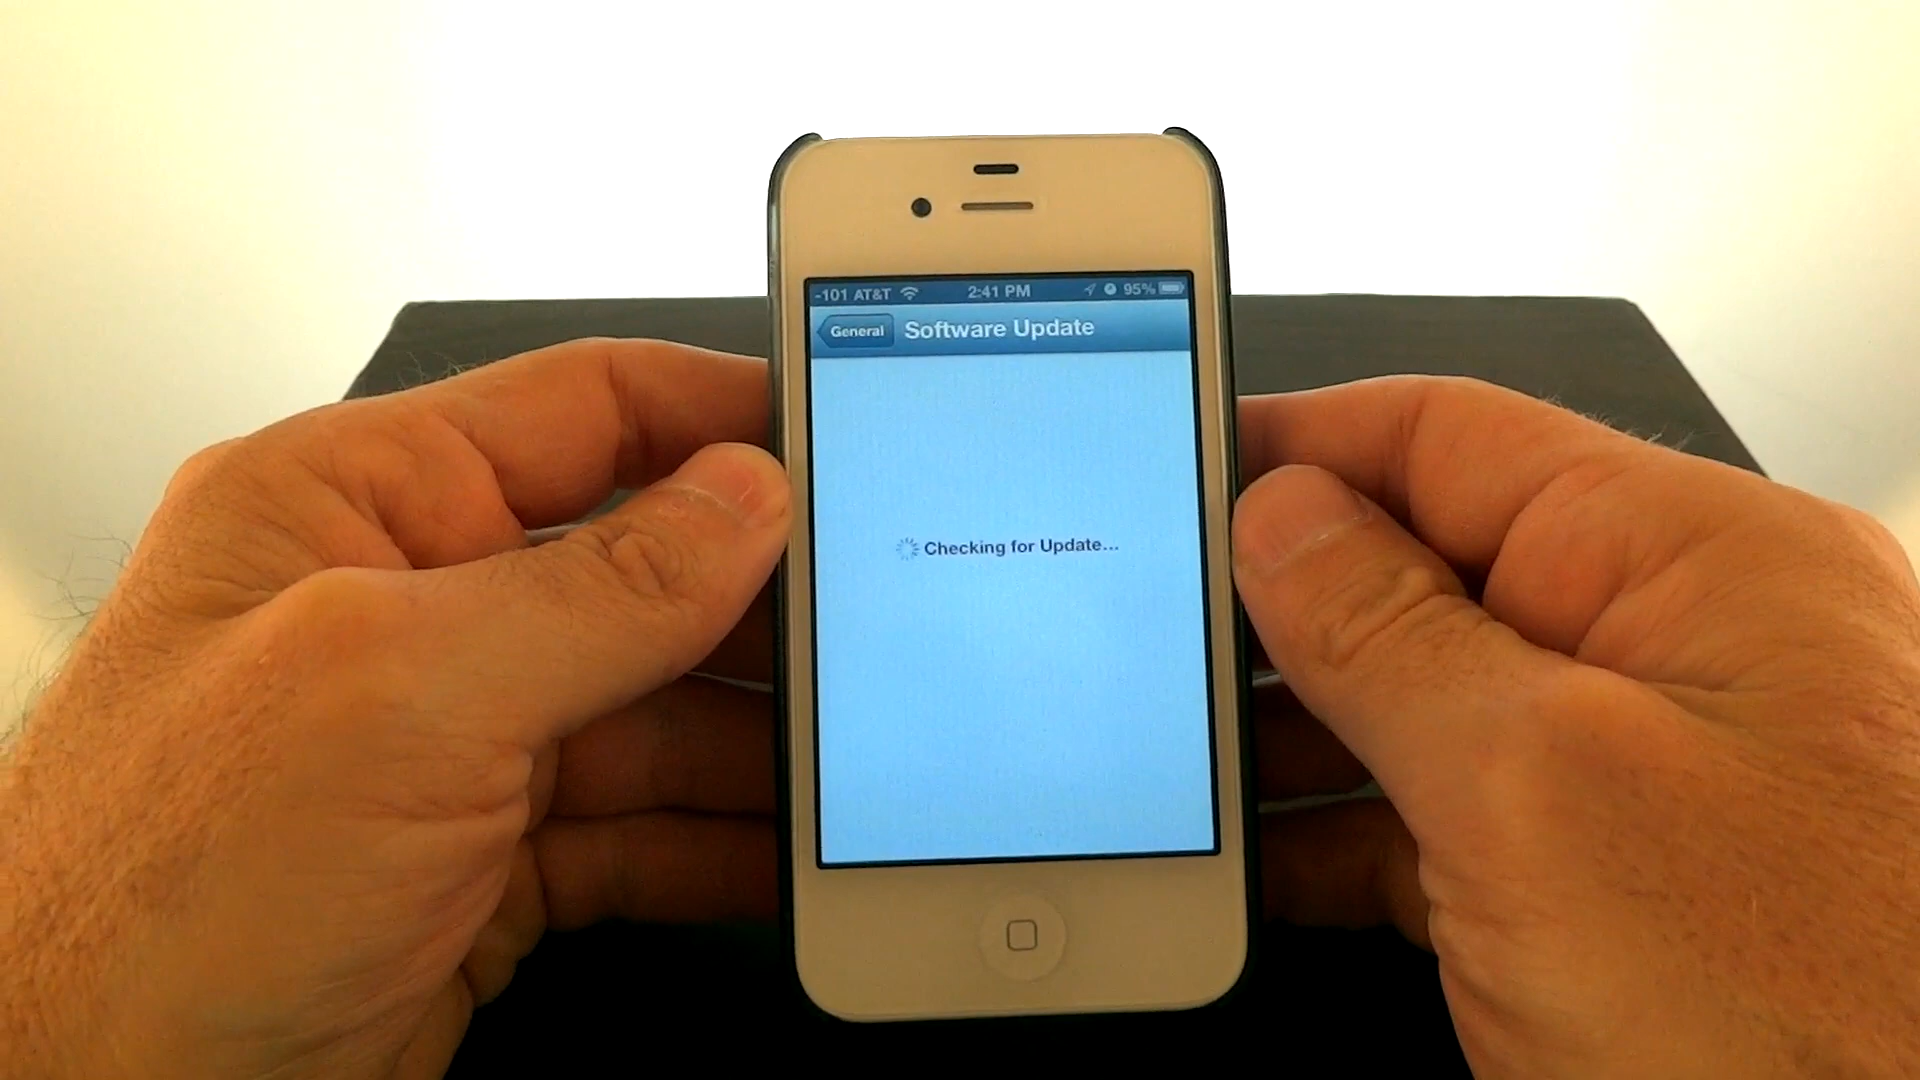 -101 AT&T 2:41 PM 95%
General Software Update
Checking for Update...